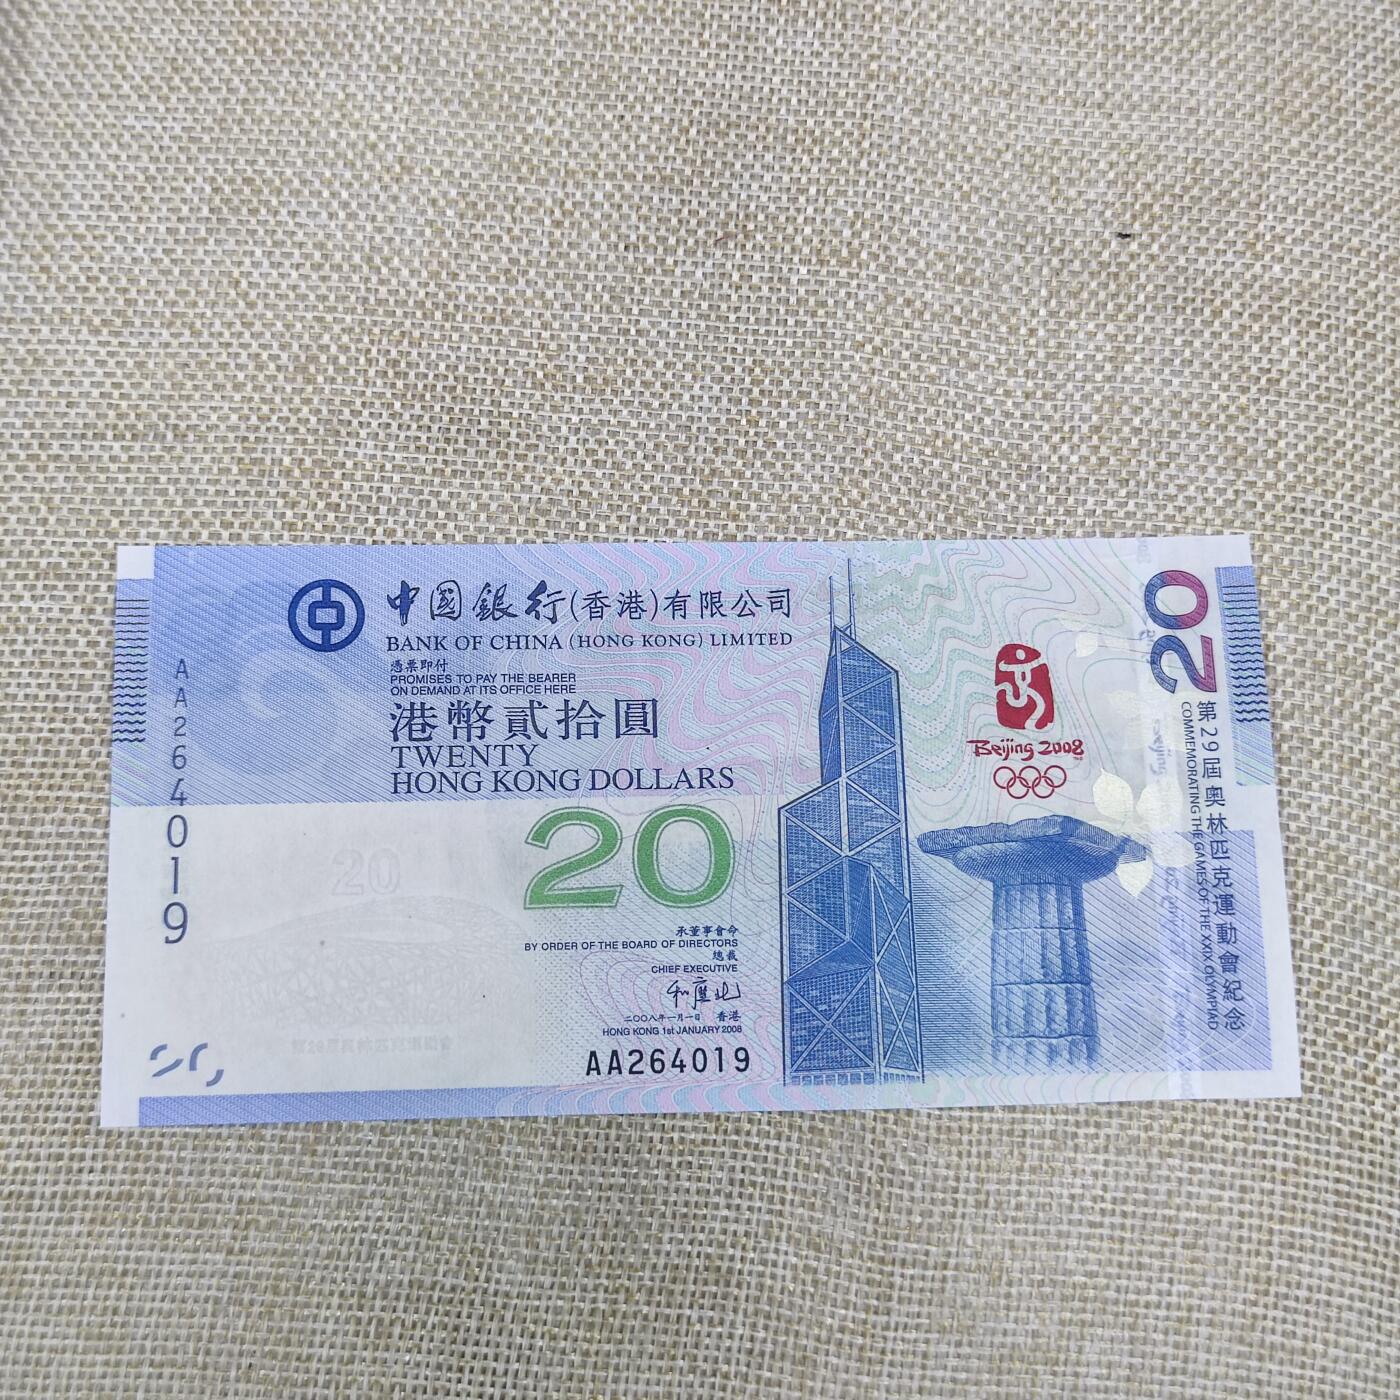 中國銀行(香港)有限公司
BANK OF CHINA (HONG KONG) LIMITED
憑票即付
PROMISES TO PAY THE BEARER
ON DEMAND AT ITS OFFICE HERE
港幣貳拾圓
TWENTY
HONG KONG DOLLARS
AA264019
20
20
承董事會命
BY ORDER OF THE BOARD OF DIRECTORS
總裁
CHIEF EXECUTIVE
和廣北
二〇〇八年一月一日 香港
HONG KONG 1st JANUARY 2008
AA264019
Beijing 2008
20
第29屆奧林匹克運動會紀念
COMMEMORATING THE GAMES OF THE XXIX OLYMPIAD